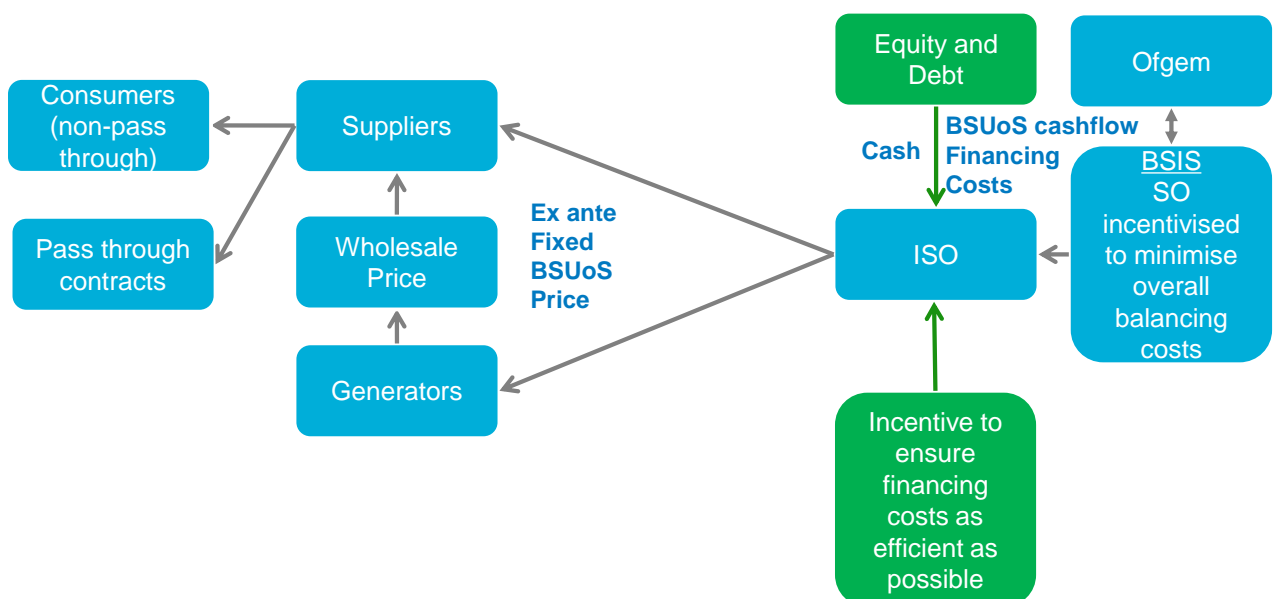 Equity and
Debt
Ofgem
Consumers
(non-pass
through)
Suppliers
Cash
BSUoS cashflow
Financing
Costs
BSIS
SO
incentivised
to minimise
overall
balancing
costs
Pass through
contracts
Wholesale
Price
Ex ante
Fixed
BSUoS
Price
ISO
Generators
Incentive to
ensure
financing
costs as
efficient as
possible